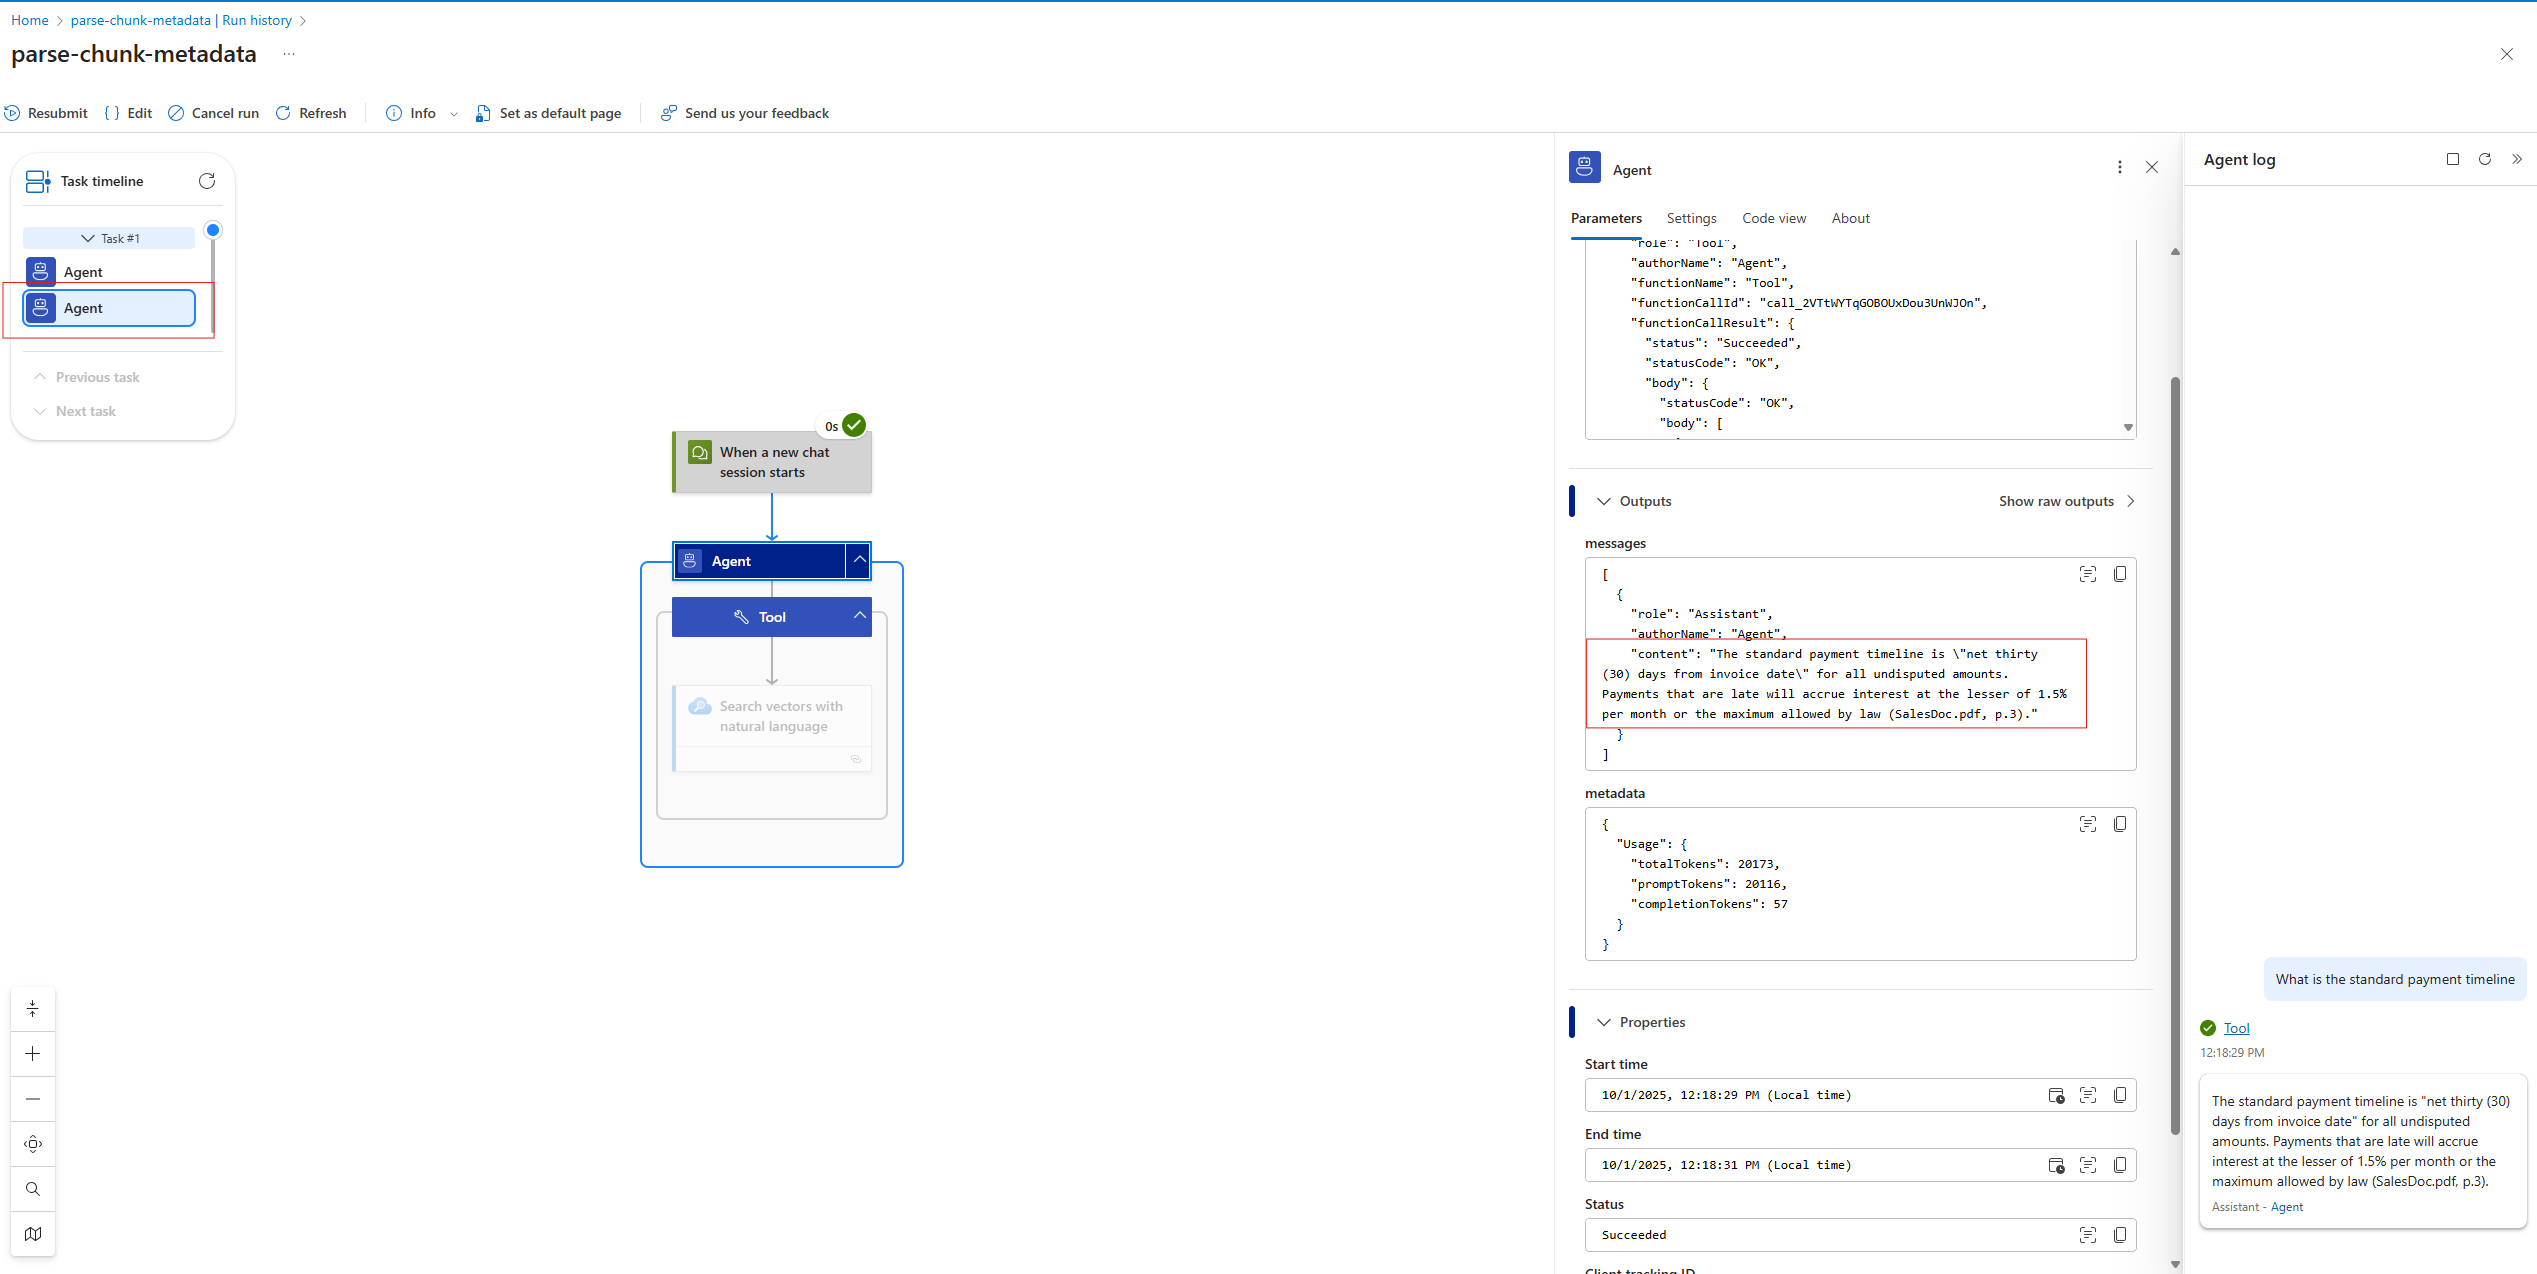 Home > parse-chunk-metadata | Run history >
parse-chunk-metadata ...
Resubmit
{ } Edit
Cancel run
Refresh
Info
Set as default page
Send us your feedback
Task timeline
Task #1
Agent
Agent
Previous task
Next task
0s
When a new chat
session starts
Agent
Tool
Search vectors with
natural language
Agent
Parameters
Settings
Code view
About
"role": "Tool",
"authorName": "Agent",
"functionName": "Tool",
"functionCallId": "call_2VTtWYTqGOBOUxDou3UnWJOn",
"functionCallResult": {
"status": "Succeeded",
"statusCode": "OK",
"body": {
"statusCode": "OK",
"body": [
Outputs
Show raw outputs
messages
[
{
"role": "Assistant",
"authorName": "Agent",
"content": "The standard payment timeline is \"net thirty
(30) days from invoice date\" for all undisputed amounts.
Payments that are late will accrue interest at the lesser of 1.5%
per month or the maximum allowed by law (SalesDoc.pdf, p.3)."
}
]
metadata
{
"Usage": {
"totalTokens": 20173,
"promptTokens": 20116,
"completionTokens": 57
}
}
Properties
Start time
10/1/2025, 12:18:29 PM (Local time)
End time
10/1/2025, 12:18:31 PM (Local time)
Status
Succeeded
Client tracking ID
Agent log
What is the standard payment timeline
Tool
12:18:29 PM
The standard payment timeline is "net thirty (30)
days from invoice date" for all undisputed
amounts. Payments that are late will accrue
interest at the lesser of 1.5% per month or the
maximum allowed by law (SalesDoc.pdf, p.3).
Assistant - Agent